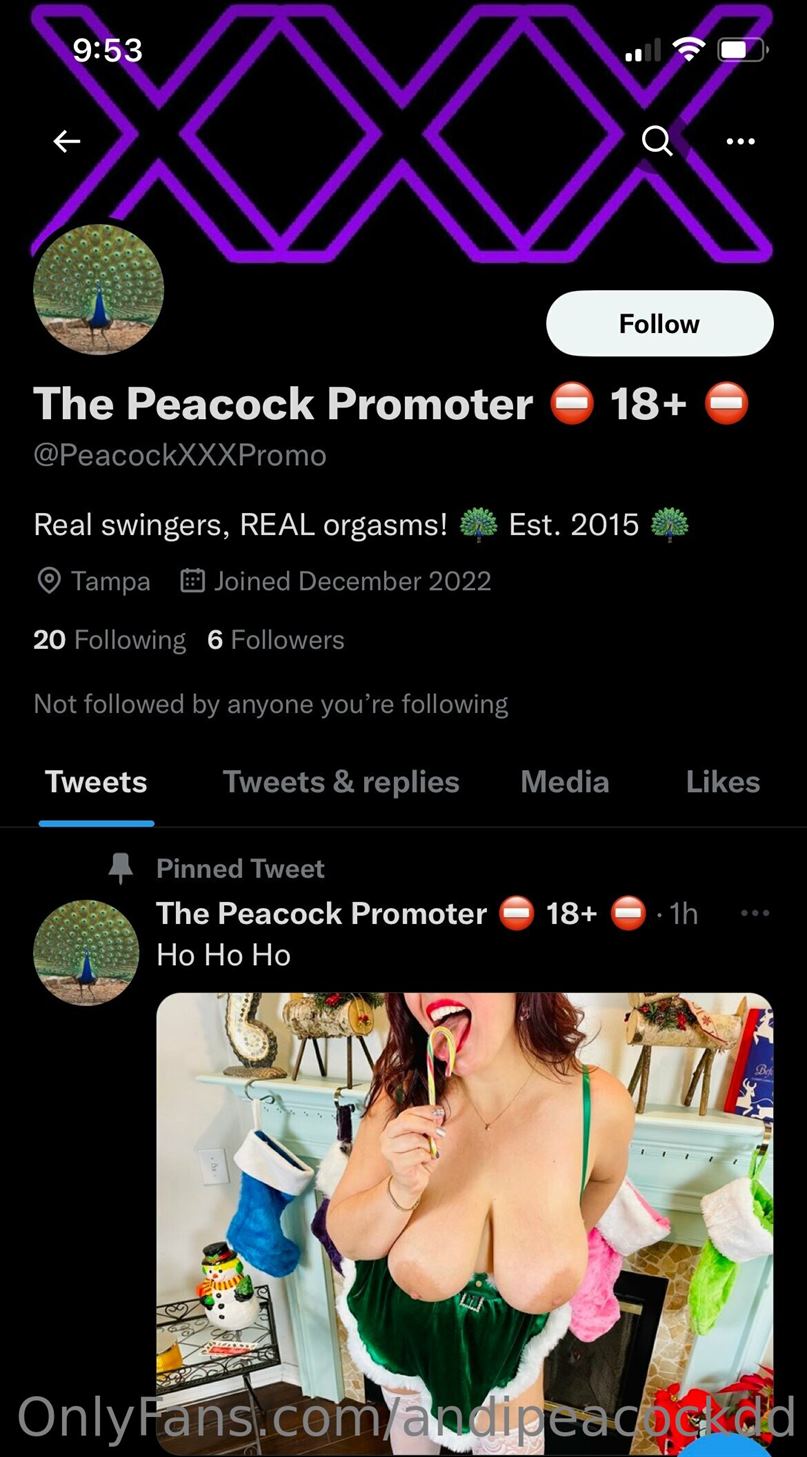 9:53
XXX
Follow
The Peacock Promoter ⛔ 18+ ⛔
@PeacockXXXPromo
Real swingers, REAL orgasms! 🦚 Est. 2015 🦚
Tampa Joined December 2022
20 Following 6 Followers
Not followed by anyone you’re following
Tweets Tweets & replies Media Likes
Pinned Tweet
The Peacock Promoter ⛔ 18+ ⛔ · 1h
Ho Ho Ho
OnlyFans.com/andipeacockdd